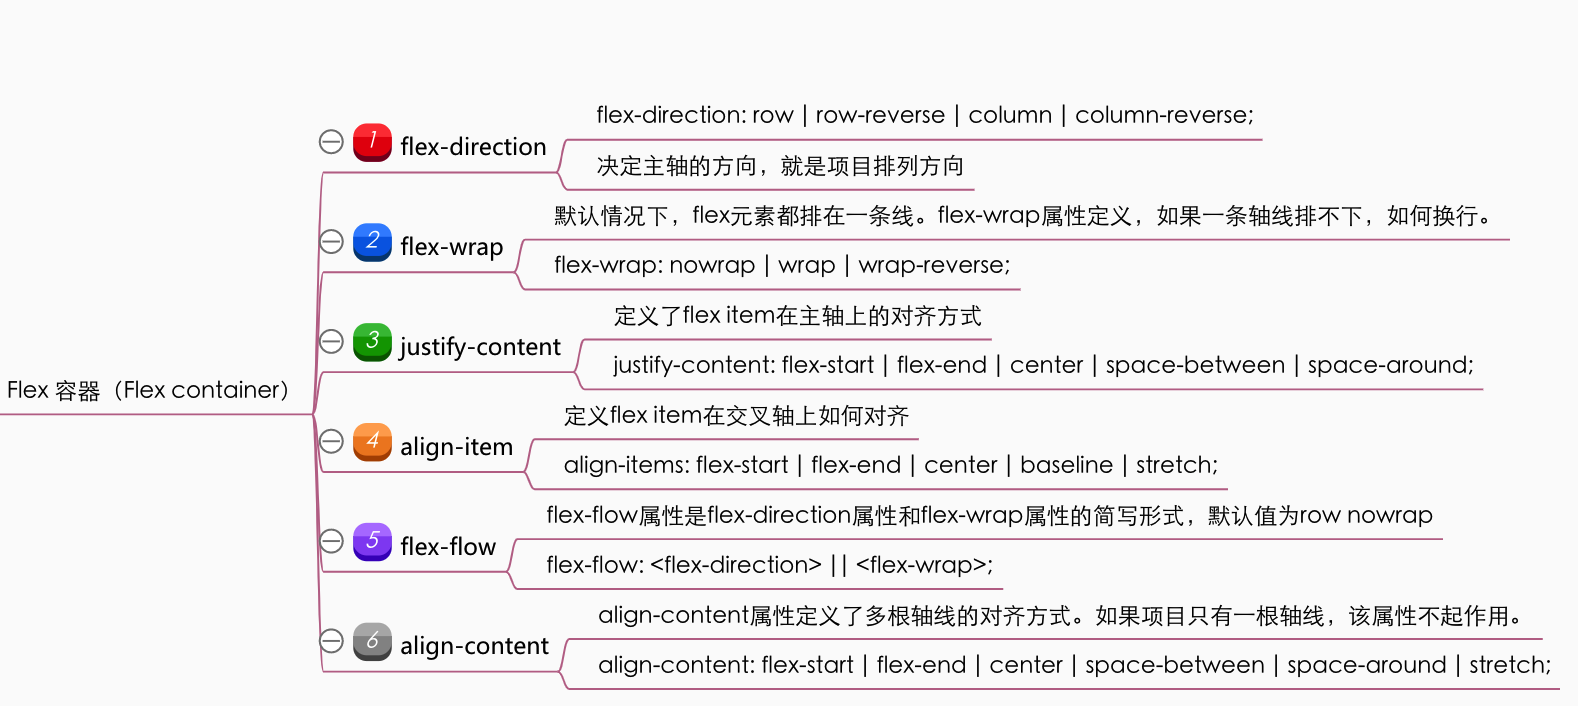 Flex 容器（Flex container）
1 flex-direction
flex-direction: row | row-reverse | column | column-reverse;
决定主轴的方向，就是项目排列方向
2 flex-wrap
默认情况下，flex元素都排在一条线。flex-wrap属性定义，如果一条轴线排不下，如何换行。
flex-wrap: nowrap | wrap | wrap-reverse;
3 justify-content
定义了flex item在主轴上的对齐方式
justify-content: flex-start | flex-end | center | space-between | space-around;
4 align-item
定义flex item在交叉轴上如何对齐
align-items: flex-start | flex-end | center | baseline | stretch;
5 flex-flow
flex-flow属性是flex-direction属性和flex-wrap属性的简写形式，默认值为row nowrap
flex-flow: <flex-direction> || <flex-wrap>;
6 align-content
align-content属性定义了多根轴线的对齐方式。如果项目只有一根轴线，该属性不起作用。
align-content: flex-start | flex-end | center | space-between | space-around | stretch;